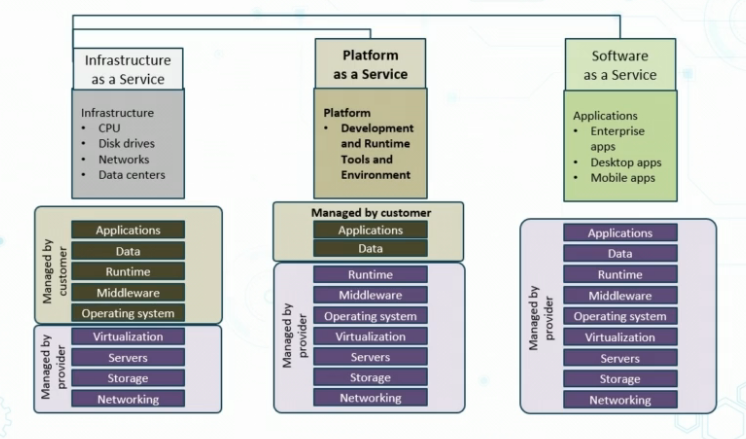 Infrastructure
as a Service
Infrastructure
• CPU
• Disk drives
• Networks
• Data centers
Managed by
customer
Applications
Data
Runtime
Middleware
Operating system
Managed by
provider
Virtualization
Servers
Storage
Networking
Platform
as a Service
Platform
• Development
and Runtime
Tools and
Environment
Managed by customer
Applications
Data
Managed by
provider
Runtime
Middleware
Operating system
Virtualization
Servers
Storage
Networking
Software
as a Service
Applications
• Enterprise
apps
• Desktop apps
• Mobile apps
Managed by
provider
Applications
Data
Runtime
Middleware
Operating system
Virtualization
Servers
Storage
Networking